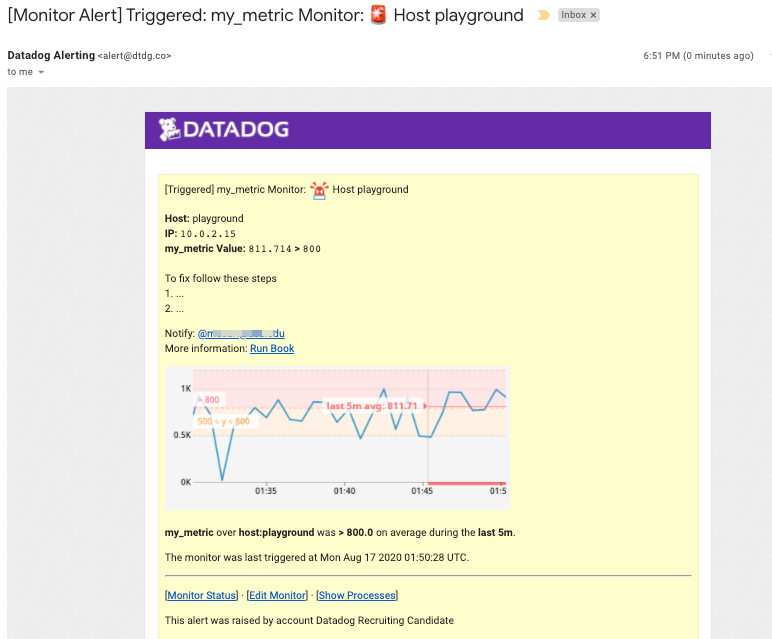 [Monitor Alert] Triggered: my_metric Monitor: 🚨 Host playground Inbox ×
Datadog Alerting <alert@dtdg.co> 6:51 PM (0 minutes ago)
to me
DATADOG
[Triggered] my_metric Monitor: 🚨 Host playground
Host: playground
IP: 10.0.2.15
my_metric Value: 811.714 > 800
To fix follow these steps
1. ...
2. ...
Notify:
More information: Run Book
1K
> 800
last 5m avg: 811.71
500 < y < 800
0.5K
0K
01:35 01:40 01:45 01:5
my_metric over host:playground was > 800.0 on average during the last 5m.
The monitor was last triggered at Mon Aug 17 2020 01:50:28 UTC.
[Monitor Status] · [Edit Monitor] · [Show Processes]
This alert was raised by account Datadog Recruiting Candidate